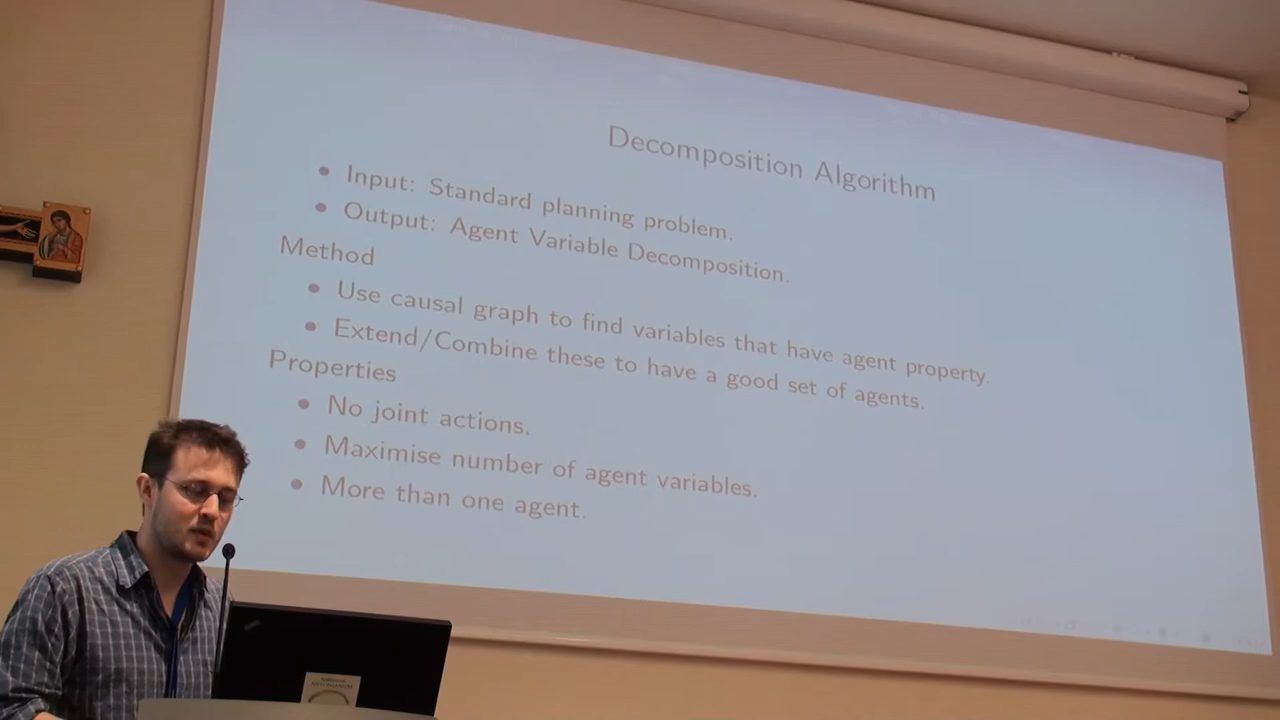 Decomposition Algorithm
• Input: Standard planning problem.
• Output: Agent Variable Decomposition.
Method
• Use causal graph to find variables that have agent property.
• Extend/Combine these to have a good set of agents.
Properties
• No joint actions.
• Maximise number of agent variables.
• More than one agent.